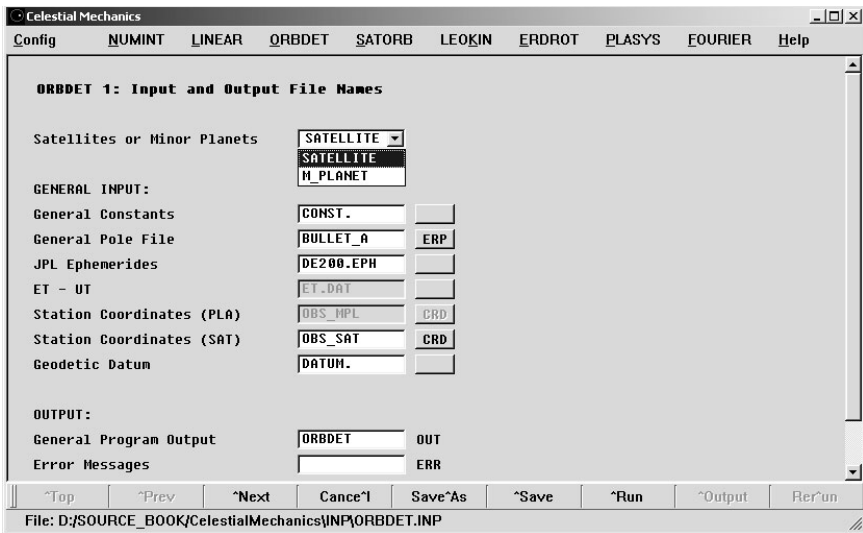 Celestial Mechanics
Config NUMINT LINEAR ORBDET SATORB LEOKIN ERDROT PLASYS FOURIER Help
ORBDET 1: Input and Output File Names
Satellites or Minor Planets SATELLITE
SATELLITE
M_PLANET
GENERAL INPUT:
General Constants CONST.
General Pole File BULLET_A ERP
JPL Ephemerides DE200.EPH
ET - UT ET.DAT
Station Coordinates (PLA) OBS_MPL CRD
Station Coordinates (SAT) OBS_SAT CRD
Geodetic Datum DATUM.
OUTPUT:
General Program Output ORBDET OUT
Error Messages ERR
^Top ^Prev ^Next Cance^l Save^As ^Save ^Run ^Output Rer^un
File: D:/SOURCE_BOOK/CelestialMechanics\INP\ORBDET.INP